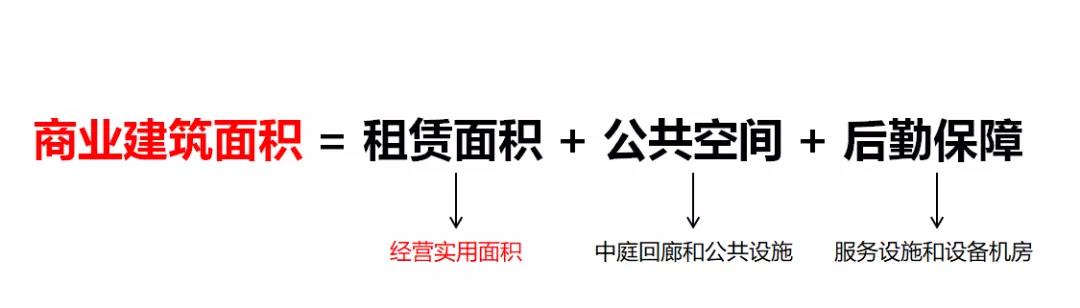 商业建筑面积 = 租赁面积 + 公共空间 + 后勤保障
经营实用面积 中庭回廊和公共设施 服务设施和设备机房